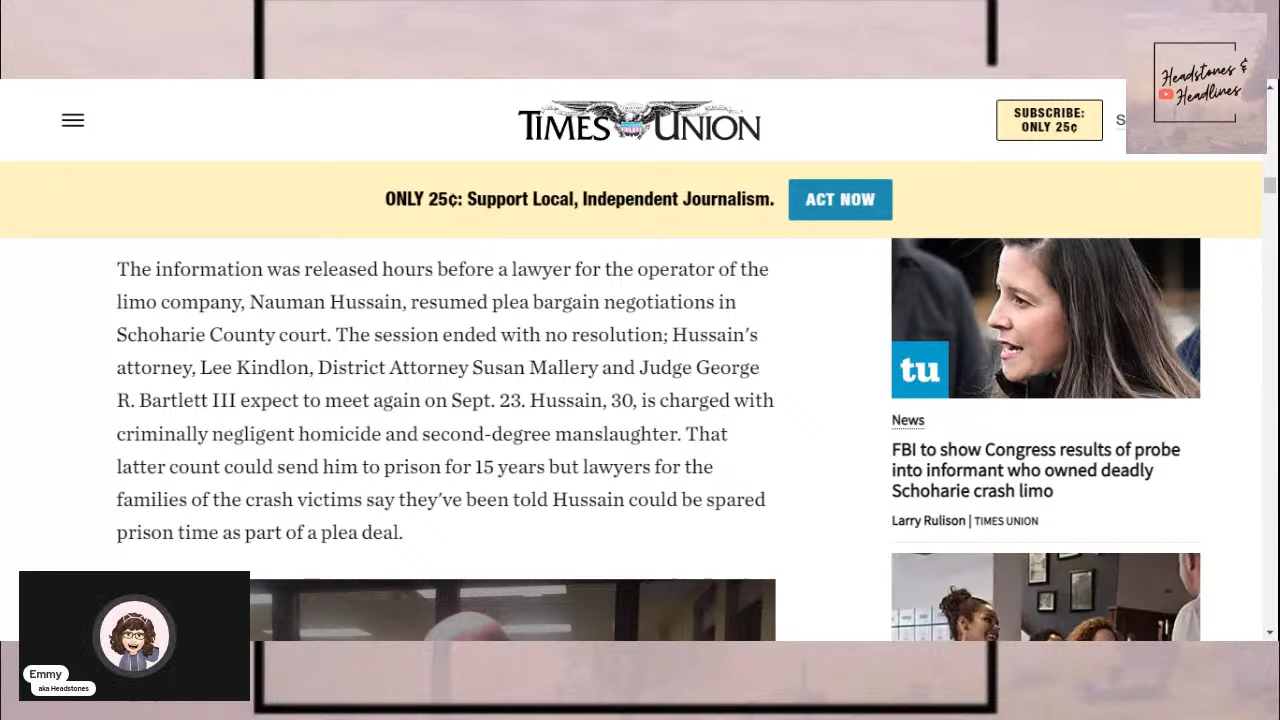 Headstones &
Headlines
TIMES UNION
SUBSCRIBE:
ONLY 25¢
S
ONLY 25¢: Support Local, Independent Journalism.
ACT NOW
The information was released hours before a lawyer for the operator of the
limo company, Nauman Hussain, resumed plea bargain negotiations in
Schoharie County court. The session ended with no resolution; Hussain's
attorney, Lee Kindlon, District Attorney Susan Mallery and Judge George
R. Bartlett III expect to meet again on Sept. 23. Hussain, 30, is charged with
criminally negligent homicide and second-degree manslaughter. That
latter count could send him to prison for 15 years but lawyers for the
families of the crash victims say they've been told Hussain could be spared
prison time as part of a plea deal.
tu
News
FBI to show Congress results of probe
into informant who owned deadly
Schoharie crash limo
Larry Rulison | TIMES UNION
Emmy
aka Headstones